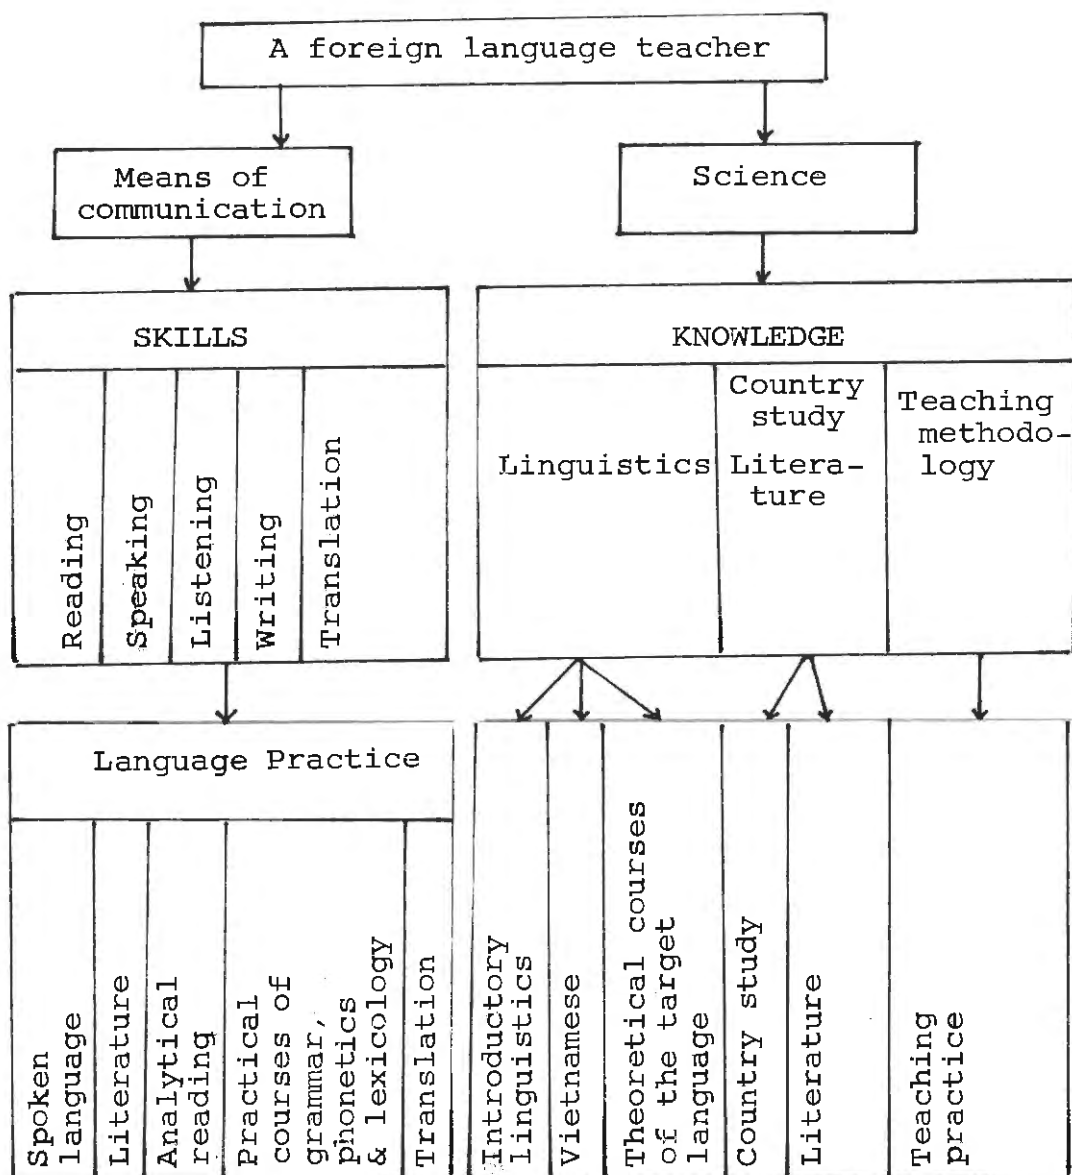 A foreign language teacher
Means of
communication
Science
SKILLS
Reading
Speaking
Listening
Writing
Translation
KNOWLEDGE
Linguistics
Country
study
Litera-
ture
Teaching
methodo-
logy
Language Practice
Spoken
language
Literature
Analytical
reading
Practical
courses of
grammar,
phonetics
& lexicology
Translation
Introductory
linguistics
Vietnamese
Theoretical courses
of the target
language
Country study
Literature
Teaching
practice